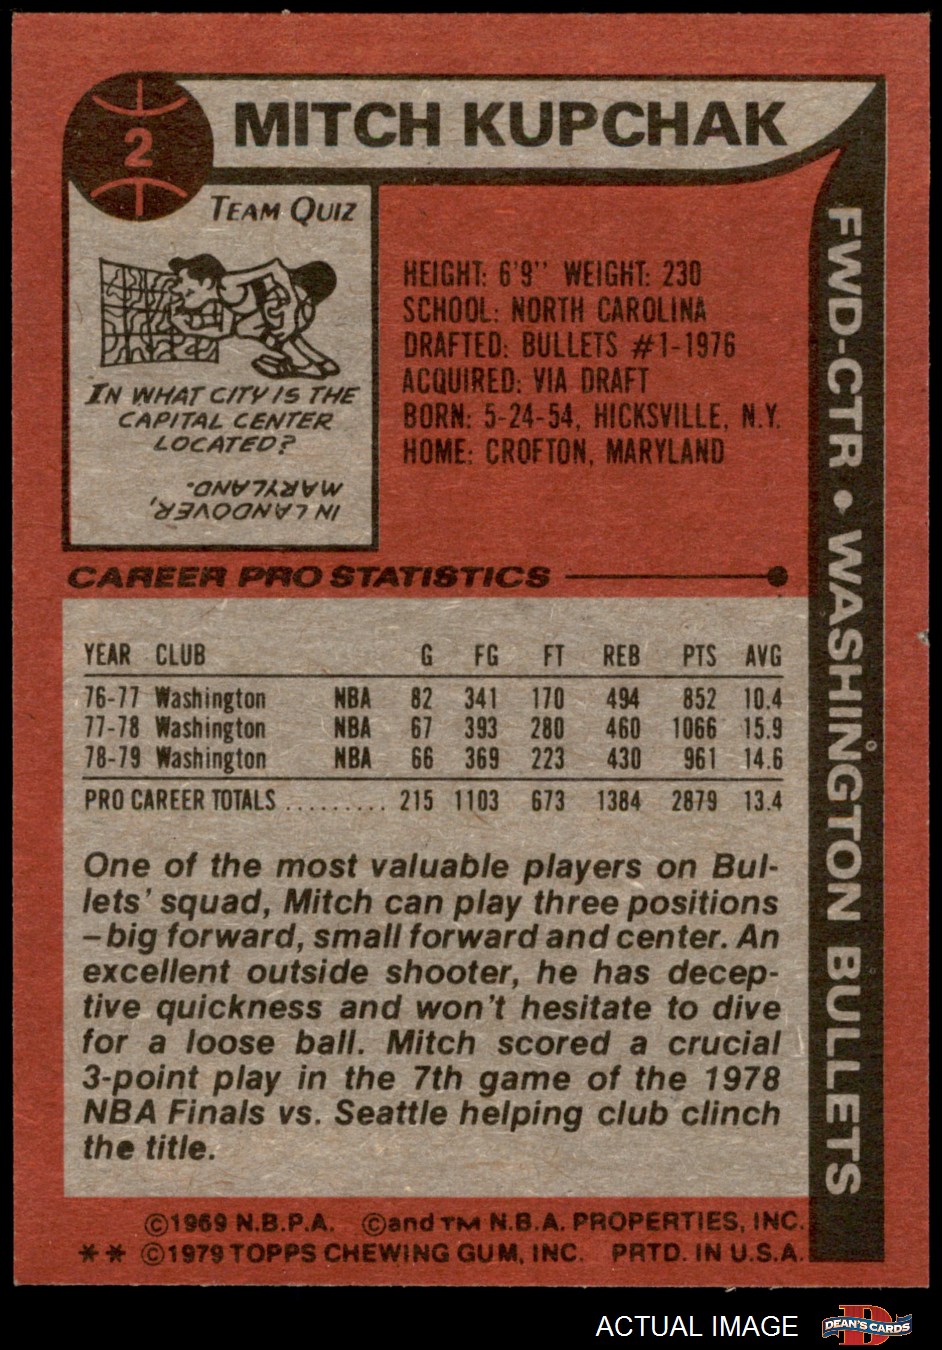 2
MITCH KUPCHAK
TEAM QUIZ
IN WHAT CITY IS THE
CAPITAL CENTER
LOCATED?
IN LANDOVER,
MARYLAND.
HEIGHT: 6'9" WEIGHT: 230
SCHOOL: NORTH CAROLINA
DRAFTED: BULLETS #1-1976
ACQUIRED: VIA DRAFT
BORN: 5-24-54, HICKSVILLE, N.Y.
HOME: CROFTON, MARYLAND
FWD-CTR • WASHINGTON BULLETS
CAREER PRO STATISTICS
YEAR CLUB G FG FT REB PTS AVG
76-77 Washington NBA 82 341 170 494 852 10.4
77-78 Washington NBA 67 393 280 460 1066 15.9
78-79 Washington NBA 66 369 223 430 961 14.6
PRO CAREER TOTALS ......... 215 1103 673 1384 2879 13.4
One of the most valuable players on Bul-
lets' squad, Mitch can play three positions
–big forward, small forward and center. An
excellent outside shooter, he has decep-
tive quickness and won't hesitate to dive
for a loose ball. Mitch scored a crucial
3-point play in the 7th game of the 1978
NBA Finals vs. Seattle helping club clinch
the title.
©1969 N.B.P.A. ©and TM N.B.A. PROPERTIES, INC.
** ©1979 TOPPS CHEWING GUM, INC. PRTD. IN U.S.A.
ACTUAL IMAGE
D
DEAN'S CARDS